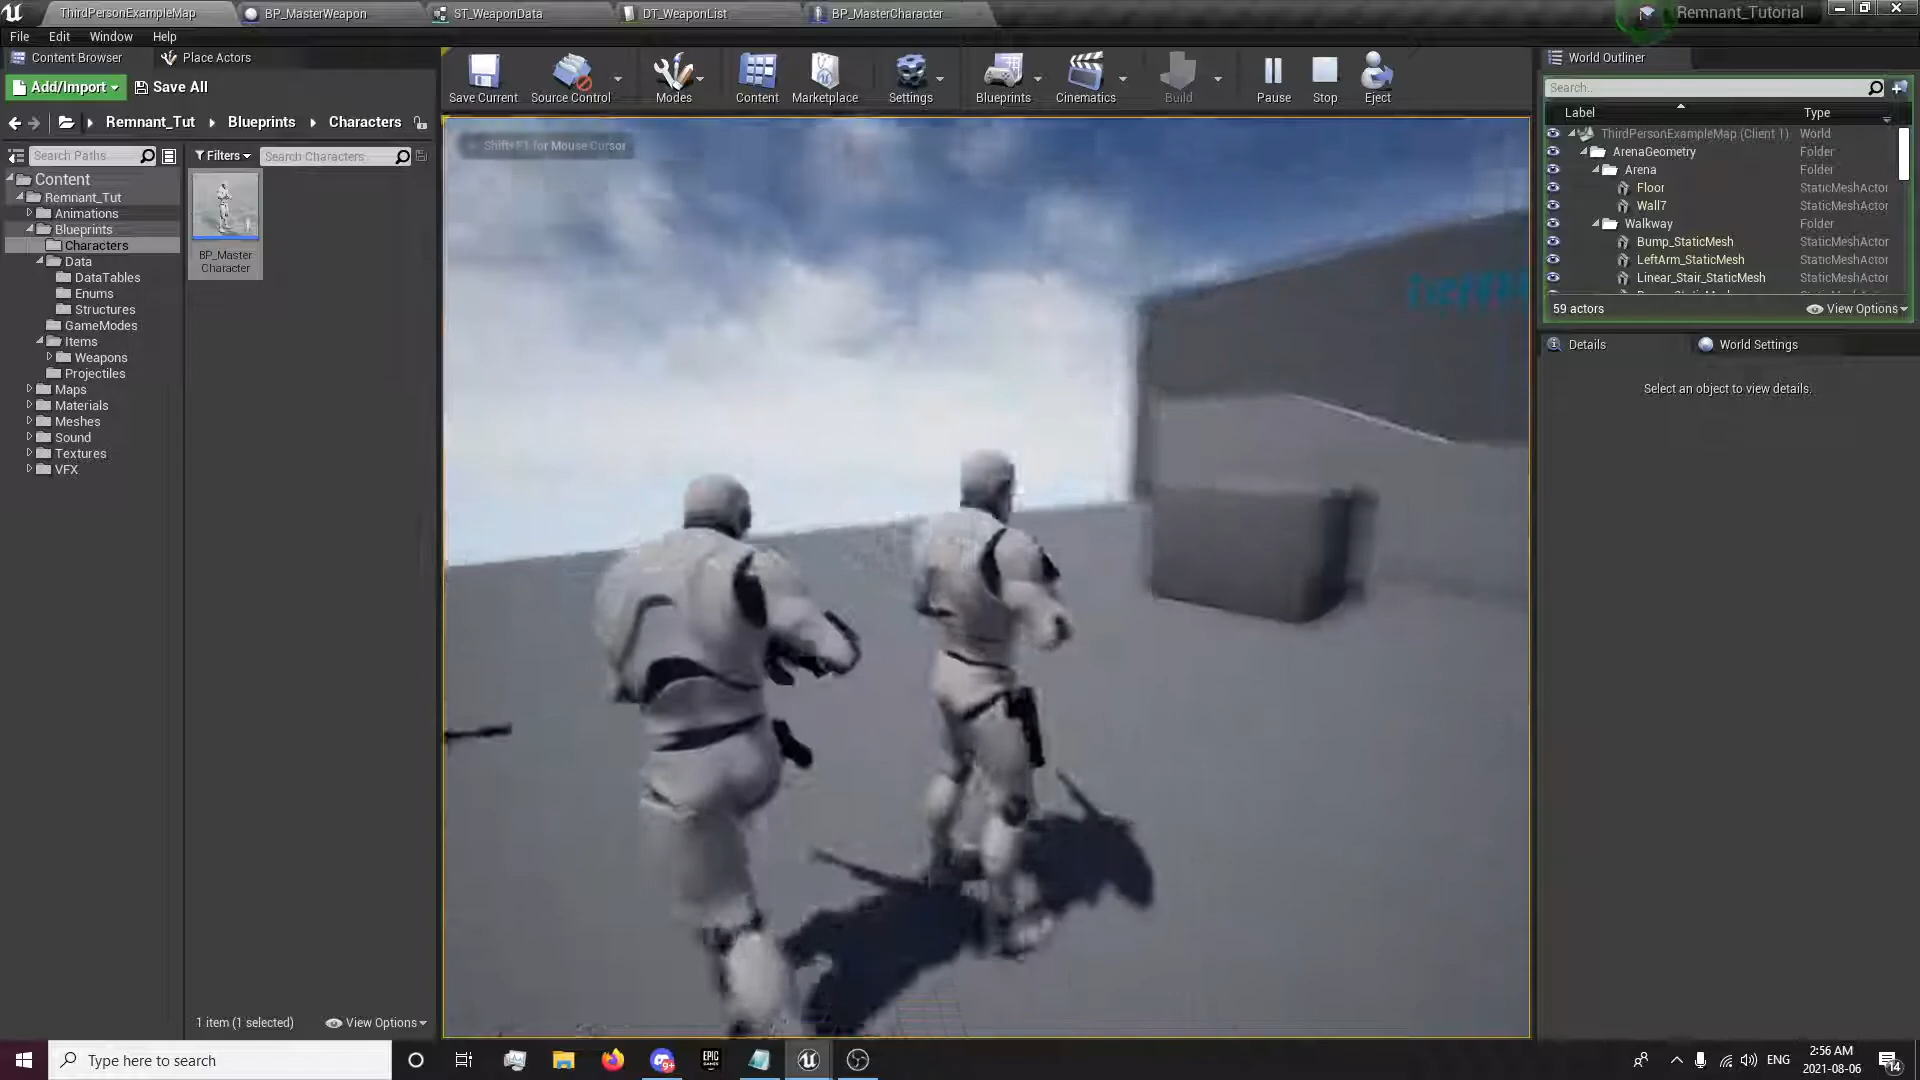 ThirdPersonExampleMap
BP_MasterWeapon
ST_WeaponData
DT_WeaponList
BP_MasterCharacter
Remnant_Tutorial
File
Edit
Window
Help
Content Browser
Place Actors
World Outliner
Add/Import
Save All
Save Current
Source Control
Modes
Content
Marketplace
Settings
Blueprints
Cinematics
Build
Pause
Stop
Eject
Search..
Label
Type
Remnant_Tut
Blueprints
Characters
Search Paths
Filters
Search Characters
Shift+F1 for Mouse Cursor
ThirdPersonExampleMap (Client 1)
World
ArenaGeometry
Folder
Arena
Folder
Floor
StaticMeshActor
Wall7
StaticMeshActor
Walkway
Folder
Bump_StaticMesh
StaticMeshActor
LeftArm_StaticMesh
StaticMeshActor
Linear_Stair_StaticMesh
StaticMeshActor
59 actors
View Options
Content
Remnant_Tut
Animations
Blueprints
Characters
Data
DataTables
Enums
Structures
GameModes
Items
Weapons
Projectiles
Maps
Materials
Meshes
Sound
Textures
VFX
BP_Master
Character
Details
World Settings
Select an object to view details.
1 item (1 selected)
View Options
Type here to search
EPIC
GAMES
9+
ENG
2:56 AM
2021-08-06
14